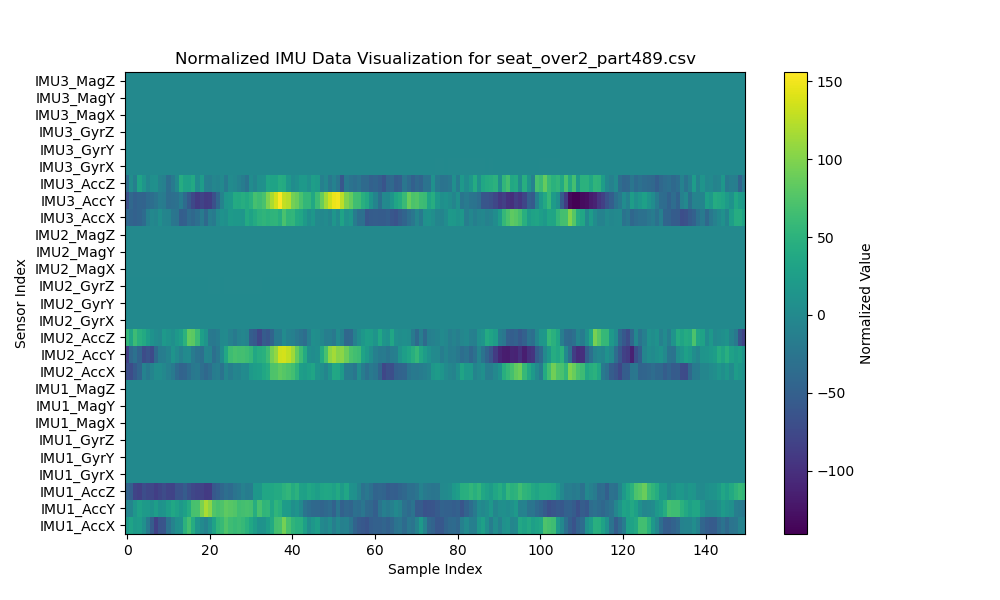 Normalized IMU Data Visualization for seat_over2_part489.csv
IMU3_MagZ
IMU3_MagY
IMU3_MagX
IMU3_GyrZ
IMU3_GyrY
IMU3_GyrX
IMU3_AccZ
IMU3_AccY
IMU3_AccX
IMU2_MagZ
IMU2_MagY
IMU2_MagX
IMU2_GyrZ
IMU2_GyrY
IMU2_GyrX
IMU2_AccZ
IMU2_AccY
IMU2_AccX
IMU1_MagZ
IMU1_MagY
IMU1_MagX
IMU1_GyrZ
IMU1_GyrY
IMU1_GyrX
IMU1_AccZ
IMU1_AccY
IMU1_AccX
Sensor Index
0 20 40 60 80 100 120 140
Sample Index
150
100
50
0
−50
−100
Normalized Value